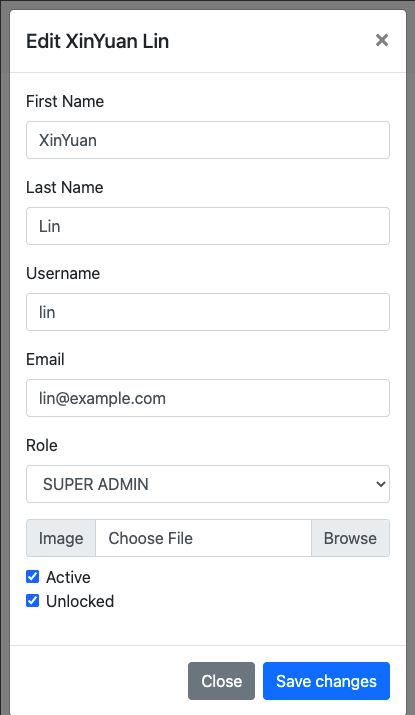 Edit XinYuan Lin ×
First Name
XinYuan
Last Name
Lin
Username
lin
Email
lin@example.com
Role
SUPER ADMIN
Image Choose File Browse
Active
Unlocked
Close Save changes